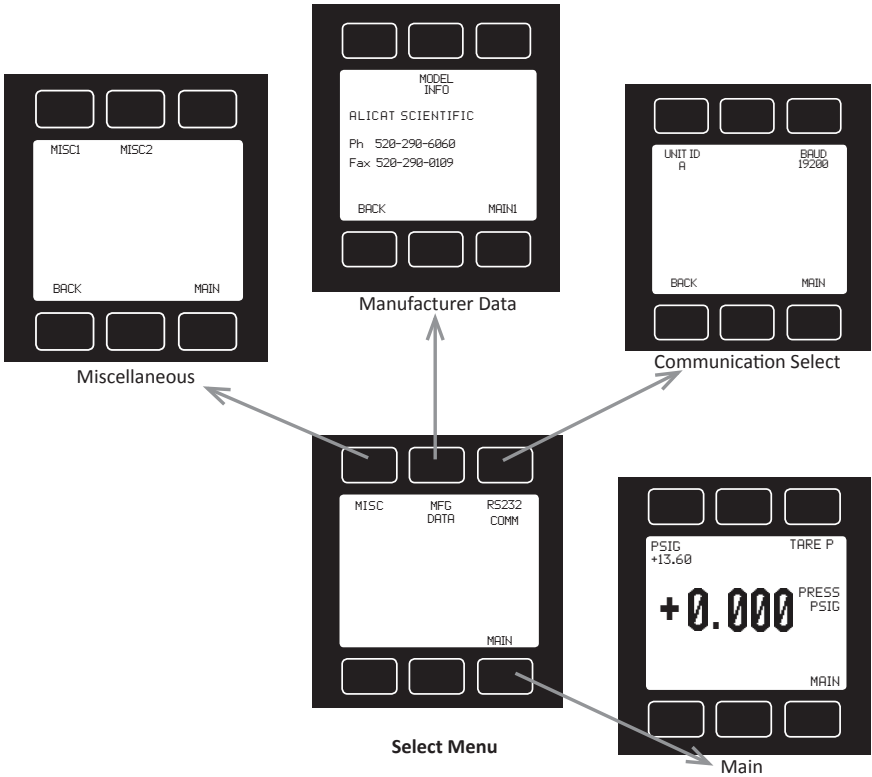 MODEL
INFO
ALICAT SCIENTIFIC
Ph 520-290-6060
Fax 520-290-0109
BACK MAIN1
Manufacturer Data
MISC1 MISC2
BACK MAIN
Miscellaneous
UNIT ID BAUD
A 19200
BACK MAIN
Communication Select
MISC MFG RS232
DATA COMM
MAIN
Select Menu
PSIG TARE P
+13.60
+0.000 PRESS
PSIG
MAIN
Main